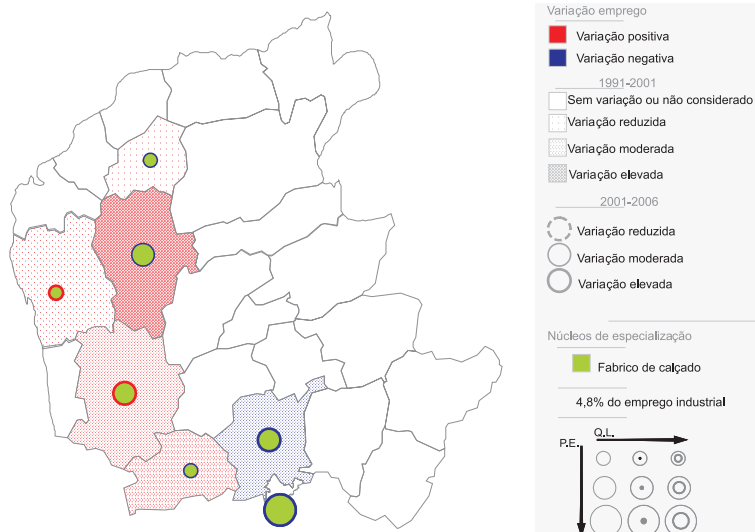 Variação emprego
Variação positiva
Variação negativa
1991-2001
Sem variação ou não considerado
Variação reduzida
Variação moderada
Variação elevada
2001-2006
Variação reduzida
Variação moderada
Variação elevada
Núcleos de especialização
Fabrico de calçado
4,8% do emprego industrial
Q.L.
P.E.